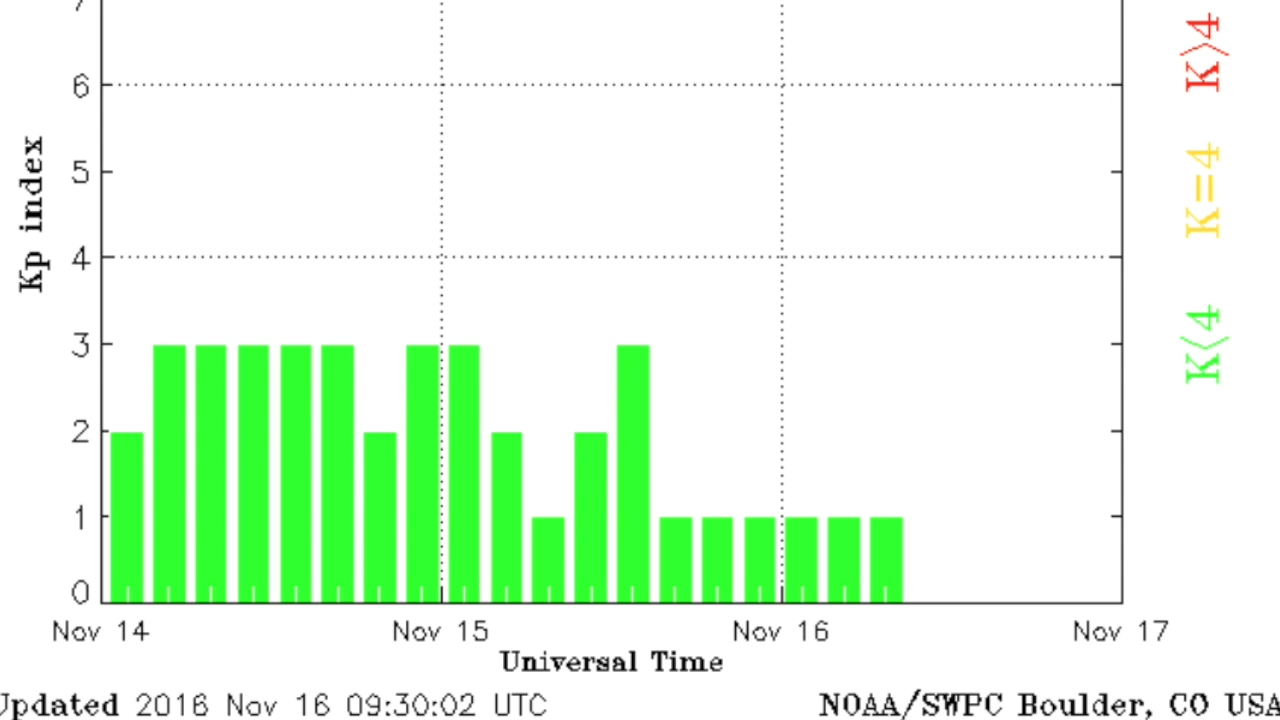 7
6
5
4
3
2
1
0
Kp index
K>4
K=4
K<4
Nov 14 Nov 15 Nov 16 Nov 17
Universal Time
Updated 2016 Nov 16 09:30:02 UTC NOAA/SWPC Boulder, CO USA